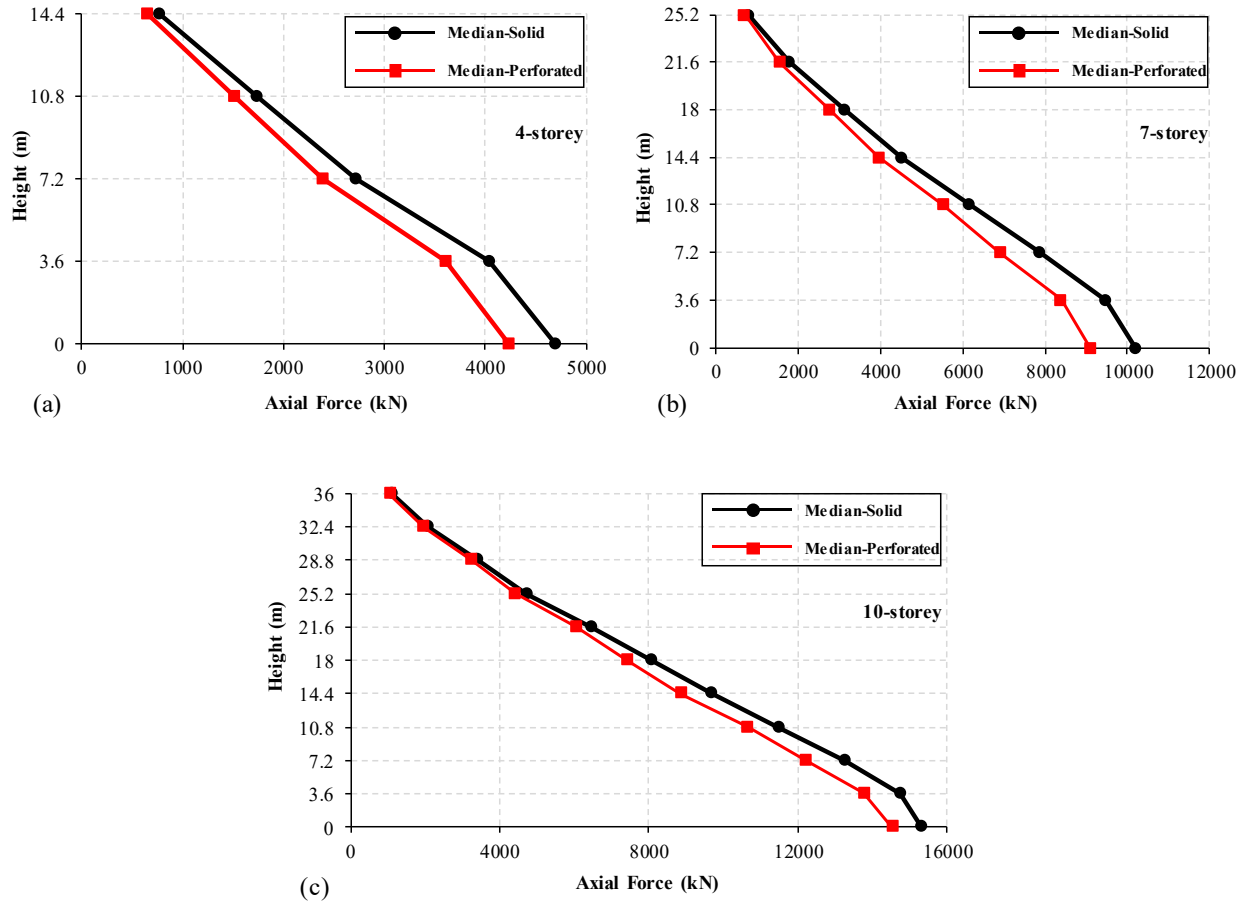 14.4
10.8
7.2
3.6
0
Height (m)
Median-Solid
Median-Perforated
4-storey
0 1000 2000 3000 4000 5000
Axial Force (kN)
(a)
25.2
21.6
18
14.4
10.8
7.2
3.6
0
Height (m)
Median-Solid
Median-Perforated
7-storey
0 2000 4000 6000 8000 10000 12000
Axial Force (kN)
(b)
36
32.4
28.8
25.2
21.6
18
14.4
10.8
7.2
3.6
0
Height (m)
Median-Solid
Median-Perforated
10-storey
0 4000 8000 12000 16000
Axial Force (kN)
(c)